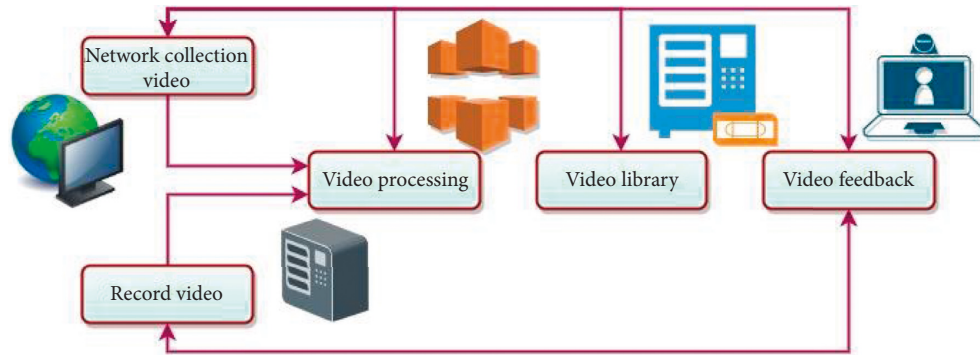 Network collection
video
Video processing
Video library
Video feedback
Record video